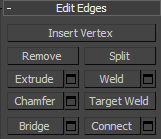 - Edit Edges
Insert Vertex
Remove Split
Extrude Weld
Chamfer Target Weld
Bridge Connect